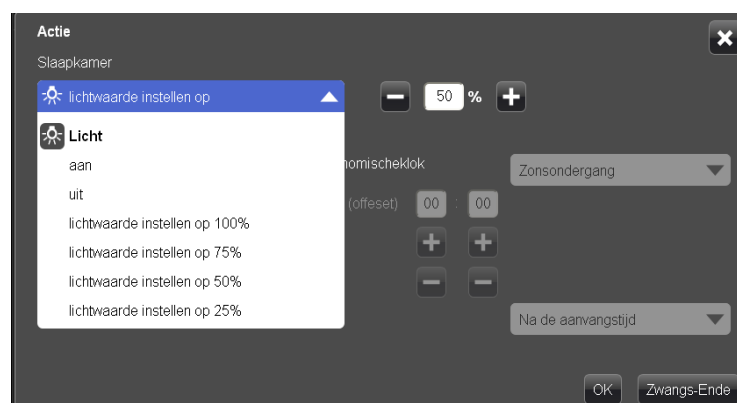 Actie
Slaapkamer
lichtwaarde instellen op
50 %
Licht
aan
uit
lichtwaarde instellen op 100%
lichtwaarde instellen op 75%
lichtwaarde instellen op 50%
lichtwaarde instellen op 25%
nomischeklok
Zonsondergang
(offeset) 00 : 00
Na de aanvangstijd
OK Zwangs-Ende